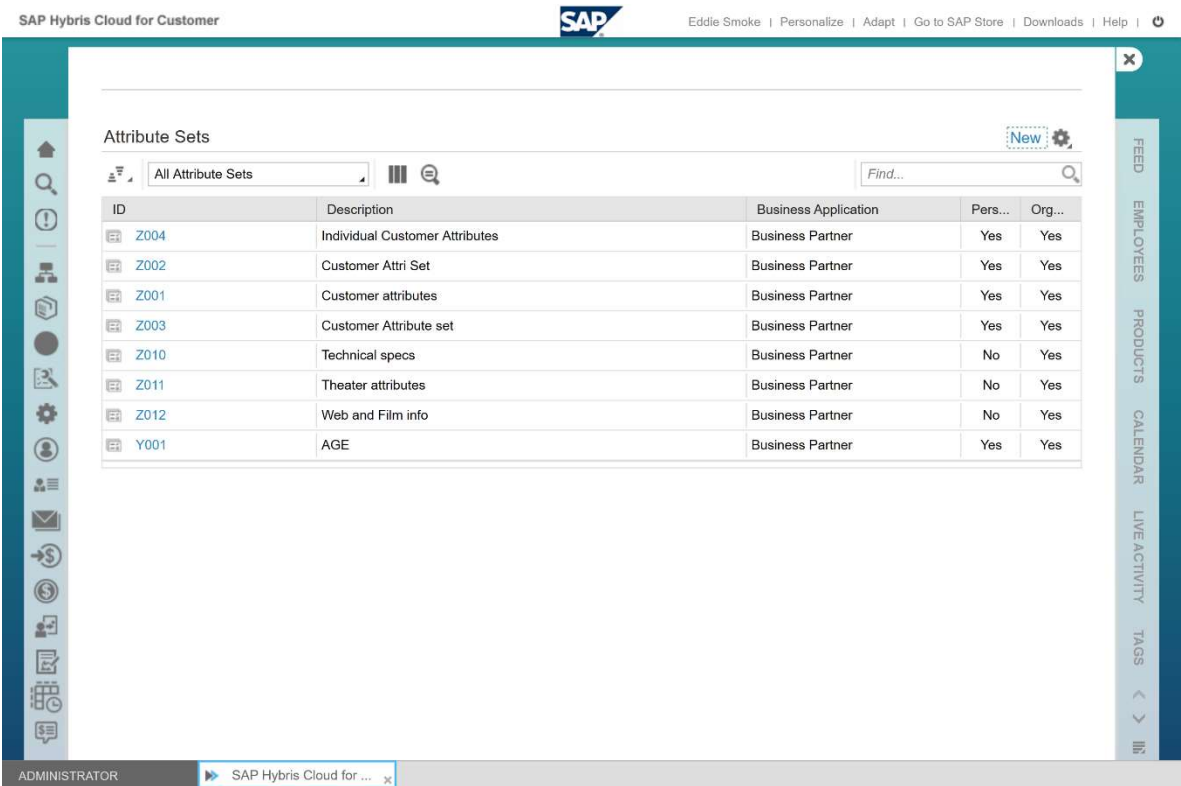 SAP Hybris Cloud for Customer
SAP
Eddie Smoke | Personalize | Adapt | Go to SAP Store | Downloads | Help |
Attribute Sets
New
All Attribute Sets
Find...
ID Description Business Application Pers... Org...
Z004 Individual Customer Attributes Business Partner Yes Yes
Z002 Customer Attri Set Business Partner Yes Yes
Z001 Customer attributes Business Partner Yes Yes
Z003 Customer Attribute set Business Partner Yes Yes
Z010 Technical specs Business Partner No Yes
Z011 Theater attributes Business Partner No Yes
Z012 Web and Film info Business Partner No Yes
Y001 AGE Business Partner Yes Yes
FEED
EMPLOYEES
PRODUCTS
CALENDAR
LIVE ACTIVITY
TAGS
ADMINISTRATOR
SAP Hybris Cloud for ...